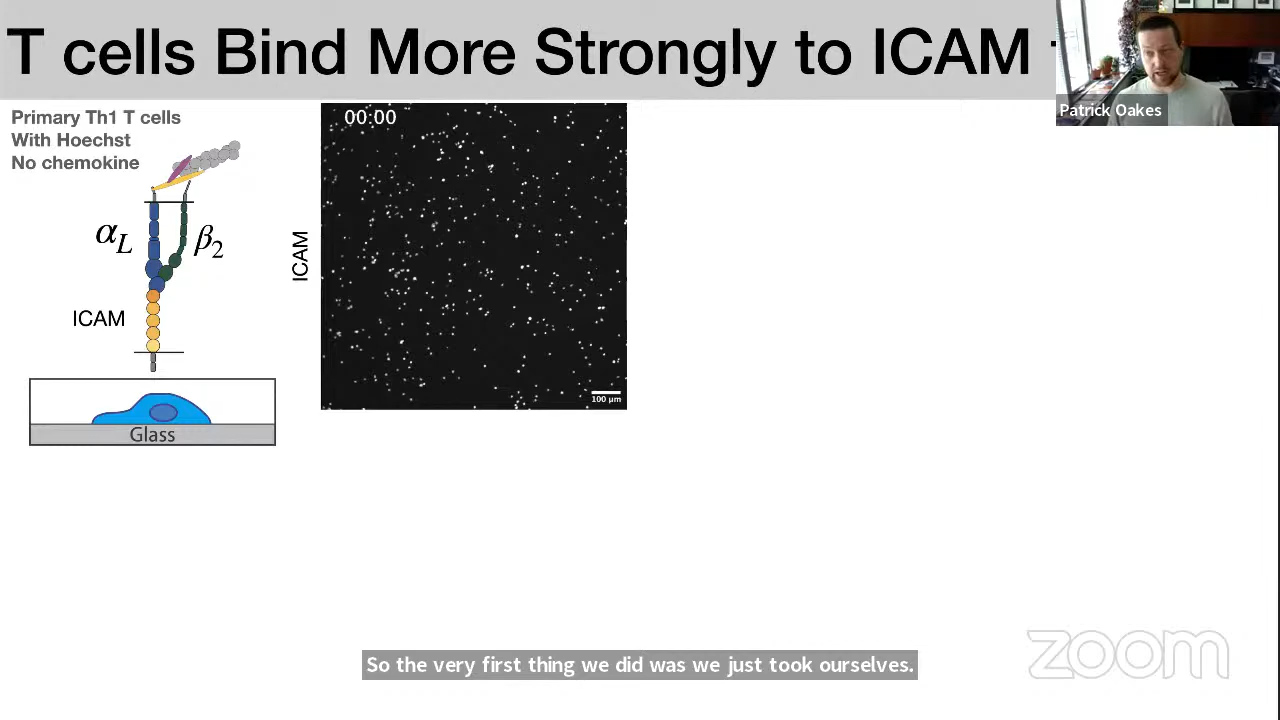 T cells Bind More Strongly to ICAM
Patrick Oakes
Primary Th1 T cells
With Hoechst
No chemokine
αL
β2
ICAM
Glass
ICAM
00:00
100 μm
So the very first thing we did was we just took ourselves.
zoom